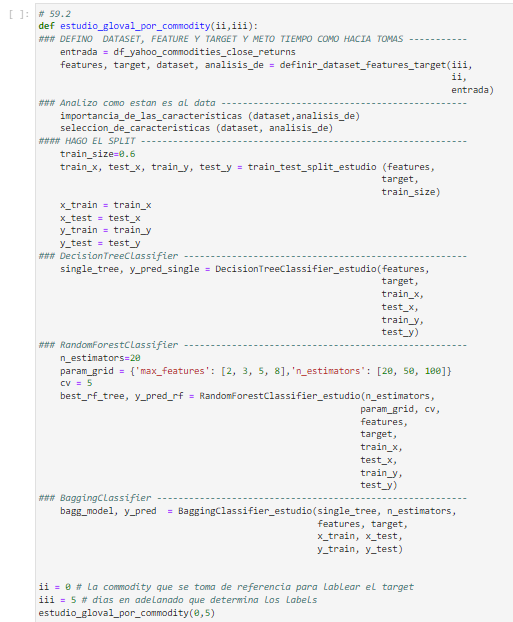 [ ]: # 59.2
def estudio_gloval_por_commodity(ii,iii):
### DEFINO  DATASET, FEATURE Y TARGET Y METO TIEMPO COMO HACIA TOMAS -----------
    entrada = df_yahoo_commodities_close_returns
    features, target, dataset, analisis_de = definir_dataset_features_target(iii,
                                                                             ii,
                                                                             entrada)
### Analizo como estan es al data ----------------------------------------------
    importancia_de_las_características (dataset,analisis_de)
    seleccion_de_caracteristicas (dataset, analisis_de)
#### HAGO EL SPLIT -------------------------------------------------------------
    train_size=0.6
    train_x, test_x, train_y, test_y = train_test_split_estudio (features,
                                                                target,
                                                                train_size)
    x_train = train_x
    x_test = test_x
    y_train = train_y
    y_test = test_y
### DecisionTreeClassifier -----------------------------------------------------
    single_tree, y_pred_single = DecisionTreeClassifier_estudio(features,
                                                                target,
                                                                train_x,
                                                                test_x,
                                                                train_y,
                                                                test_y)
### RandomForestClassifier -----------------------------------------------------
    n_estimators=20
    param_grid = {'max_features': [2, 3, 5, 8],'n_estimators': [20, 50, 100]}
    cv = 5
    best_rf_tree, y_pred_rf = RandomForestClassifier_estudio(n_estimators,
                                                            param_grid, cv,
                                                            features,
                                                            target,
                                                            train_x,
                                                            test_x,
                                                            train_y,
                                                            test_y)
### BaggingClassifier ----------------------------------------------------------
    bagg_model, y_pred  = BaggingClassifier_estudio(single_tree, n_estimators,
                                                    features, target,
                                                    x_train, x_test,
                                                    y_train, y_test)
ii = 0 # la commodity que se toma de referencia para lablear el target
iii = 5 # dias en adelanado que determina los labels
estudio_gloval_por_commodity(0,5)